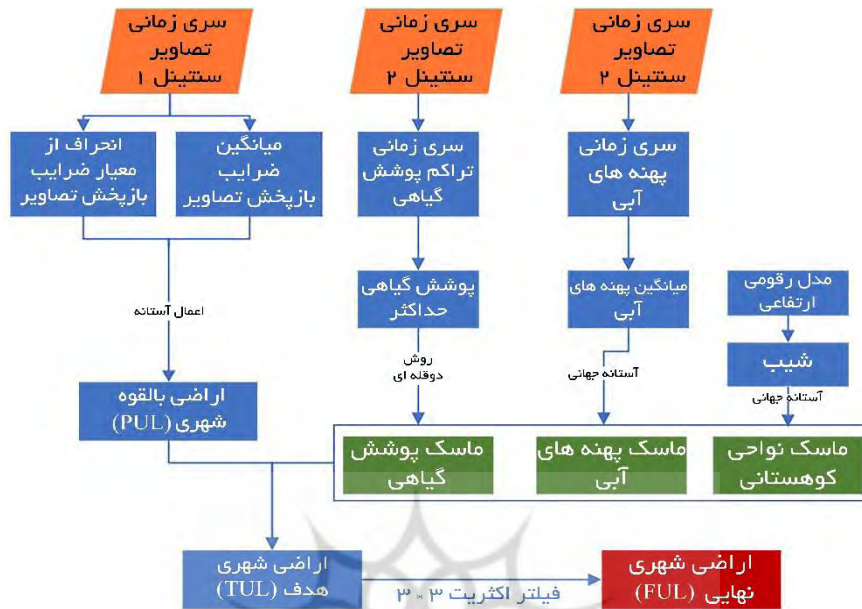 سری زمانی
تصاویر
سنتینل ۱
سری زمانی
تصاویر
سنتینل ۲
سری زمانی
تصاویر
سنتینل ۲
انحراف از
معیار ضرایب
بازپخش تصاویر
میانگین
ضرایب
بازپخش تصاویر
سری زمانی
تراکم پوشش
گیاهی
سری زمانی
پهنه های
آبی
پوشش گیاهی
حداکثر
میانگین پهنه های
آبی
مدل رقومی
ارتفاعی
اعمال آستانه
روش
دوقله ای
آستانه جهانی
شیب
آستانه جهانی
اراضی بالقوه
شهری (PUL)
ماسک پوشش
گیاهی
ماسک پهنه های
آبی
ماسک نواحی
کوهستانی
اراضی شهری
هدف (TUL)
فیلتر اکثریت ۳ * ۳
اراضی شهری
نهایی (FUL)